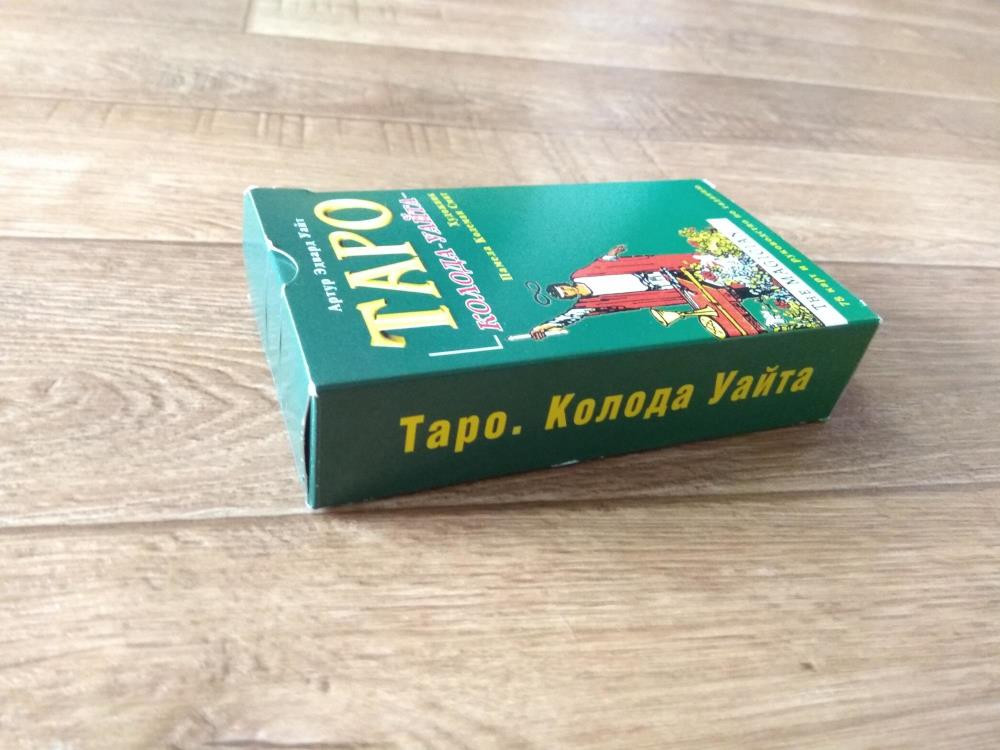 Артур Эдвард Уайт
ТАРО
КОЛОДА-УАЙТА-
Художник
Памела Колеман Смит
THE MAGICIAN
78 карт и руководство по гаданию
Таро. Колода Уайта